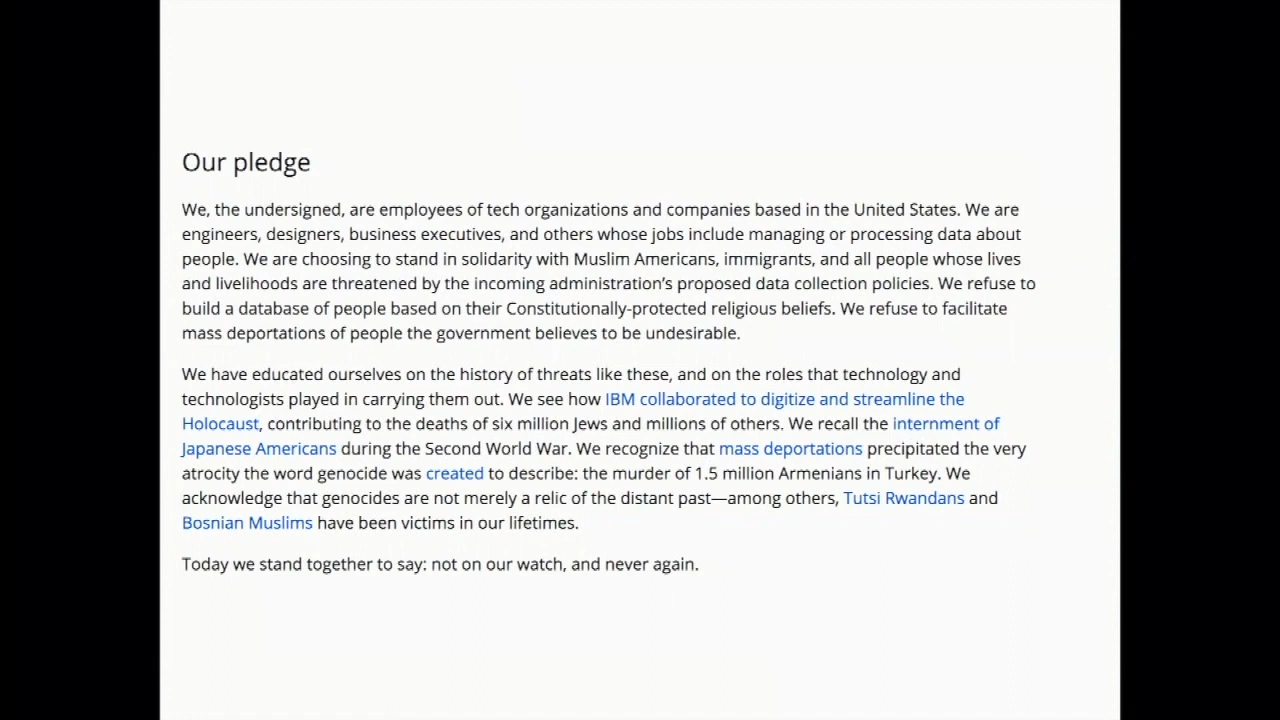 Our pledge
We, the undersigned, are employees of tech organizations and companies based in the United States. We are
engineers, designers, business executives, and others whose jobs include managing or processing data about
people. We are choosing to stand in solidarity with Muslim Americans, immigrants, and all people whose lives
and livelihoods are threatened by the incoming administration’s proposed data collection policies. We refuse to
build a database of people based on their Constitutionally-protected religious beliefs. We refuse to facilitate
mass deportations of people the government believes to be undesirable.
We have educated ourselves on the history of threats like these, and on the roles that technology and
technologists played in carrying them out. We see how IBM collaborated to digitize and streamline the
Holocaust, contributing to the deaths of six million Jews and millions of others. We recall the internment of
Japanese Americans during the Second World War. We recognize that mass deportations precipitated the very
atrocity the word genocide was created to describe: the murder of 1.5 million Armenians in Turkey. We
acknowledge that genocides are not merely a relic of the distant past—among others, Tutsi Rwandans and
Bosnian Muslims have been victims in our lifetimes.
Today we stand together to say: not on our watch, and never again.